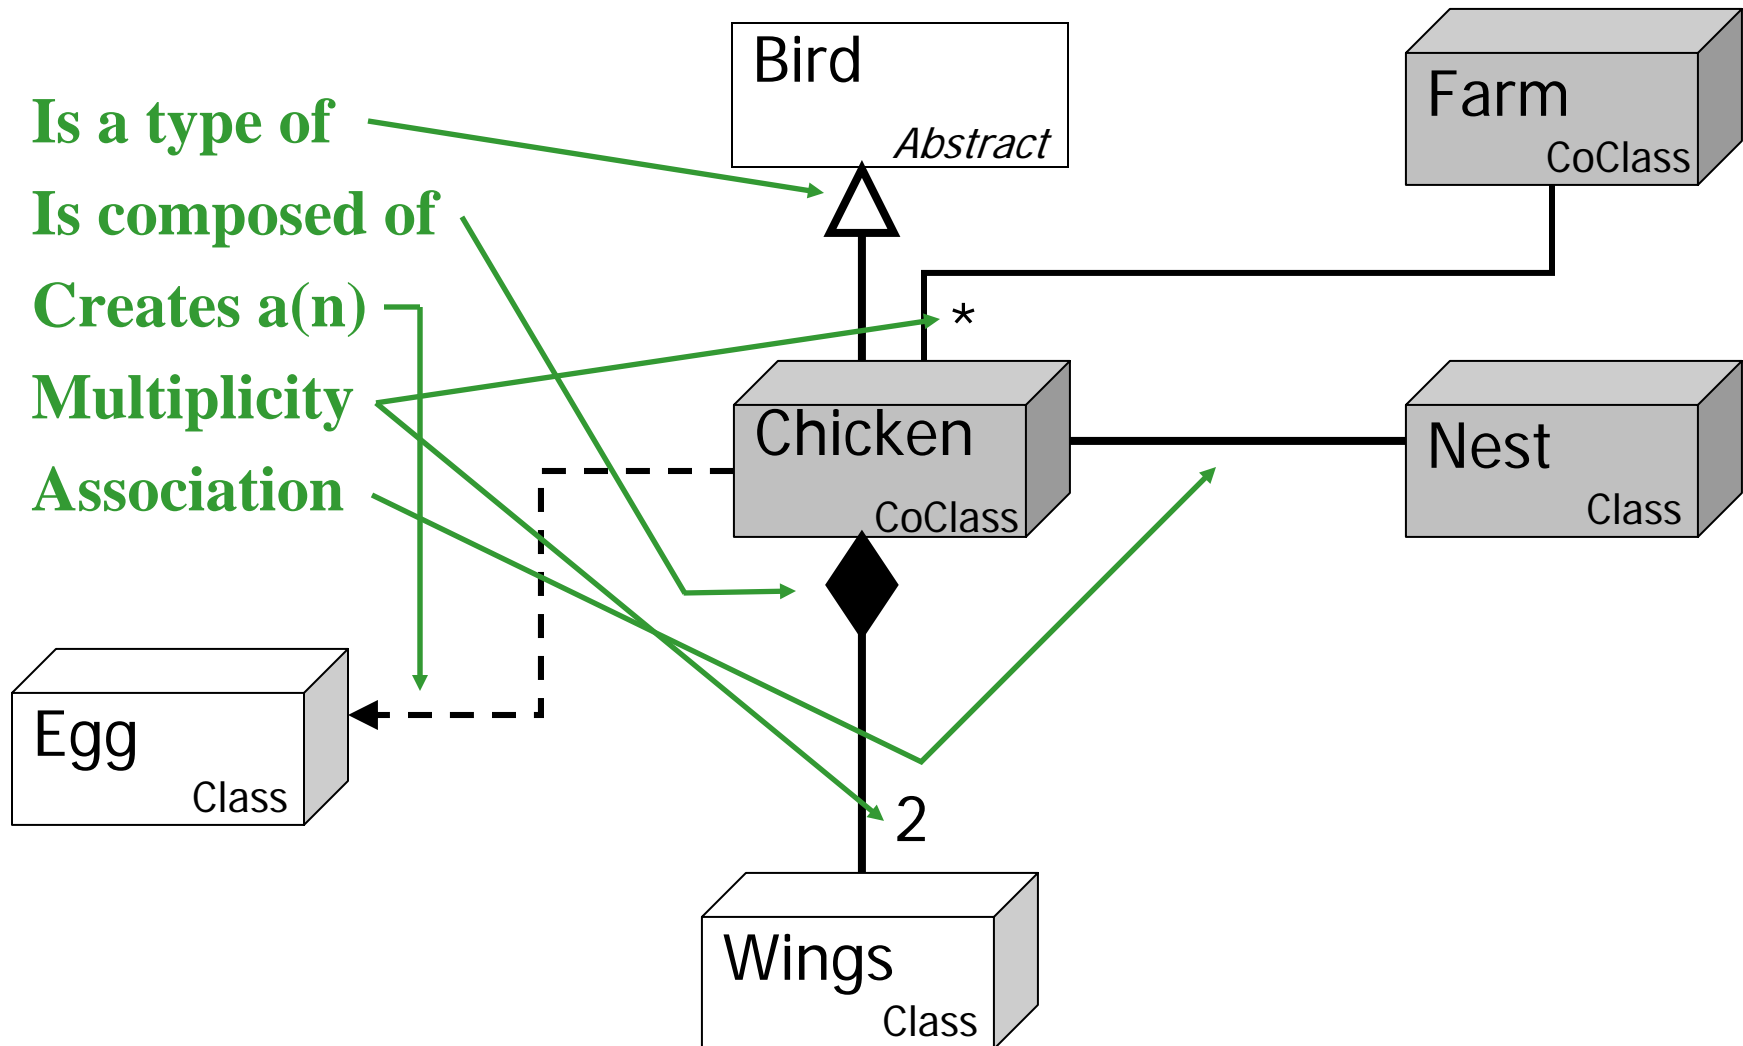 Bird
Abstract
Farm
CoClass
Is a type of
Is composed of
Creates a(n)
Multiplicity
Association
*
Chicken
CoClass
Nest
Class
Egg
Class
2
Wings
Class